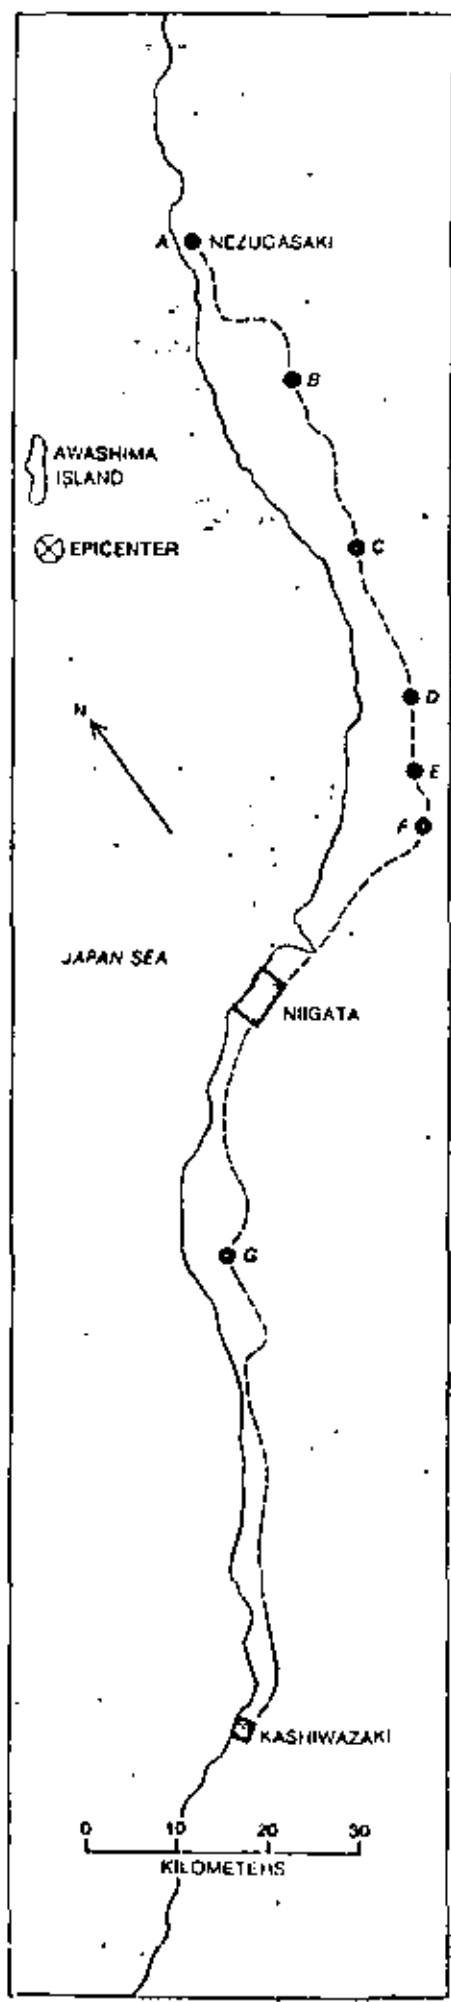 A NEZUGASAKI
B
AWASHIMA
ISLAND
EPICENTER
C
D
N
E
F
JAPAN SEA
NIIGATA
G
KASHIWAZAKI
0 10 20 30
KILOMETERS